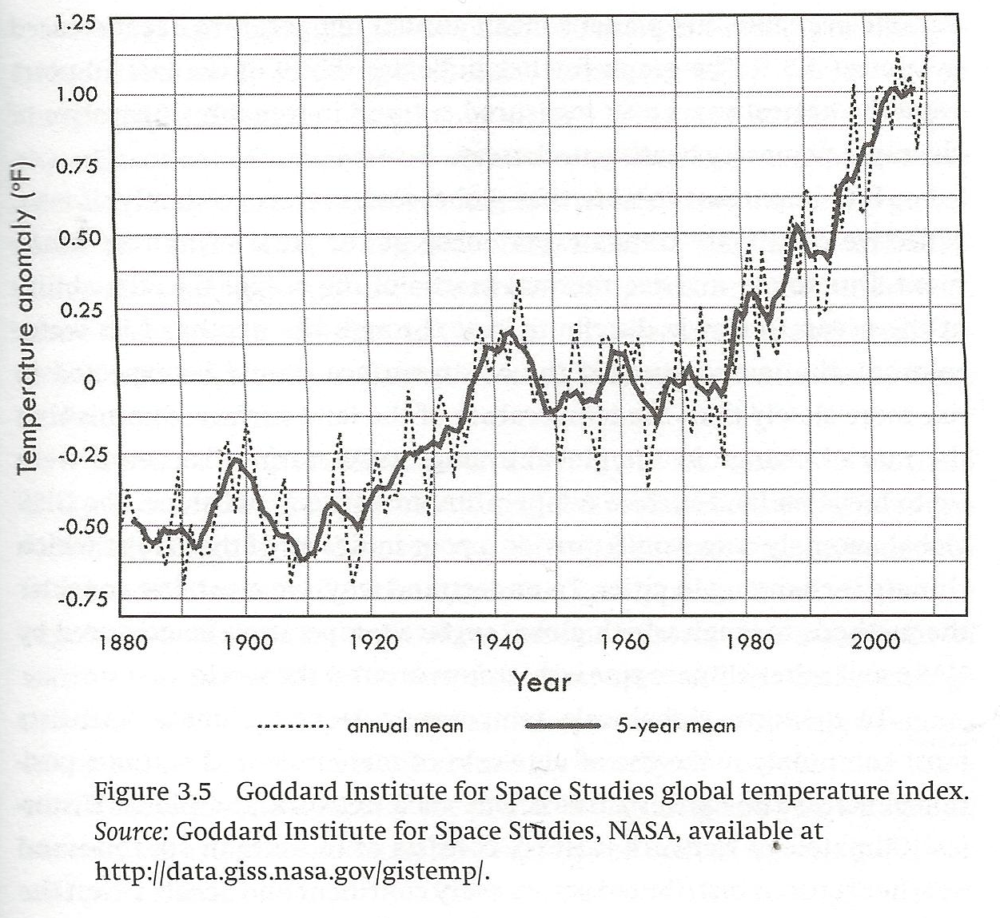 1.25
1.00
0.75
0.50
0.25
0
-0.25
-0.50
-0.75
Temperature anomaly (°F)
1880 1900 1920 1940 1960 1980 2000
Year
annual mean 5-year mean
Figure 3.5 Goddard Institute for Space Studies global temperature index.
Source: Goddard Institute for Space Studies, NASA, available at
http://data.giss.nasa.gov/gistemp/.